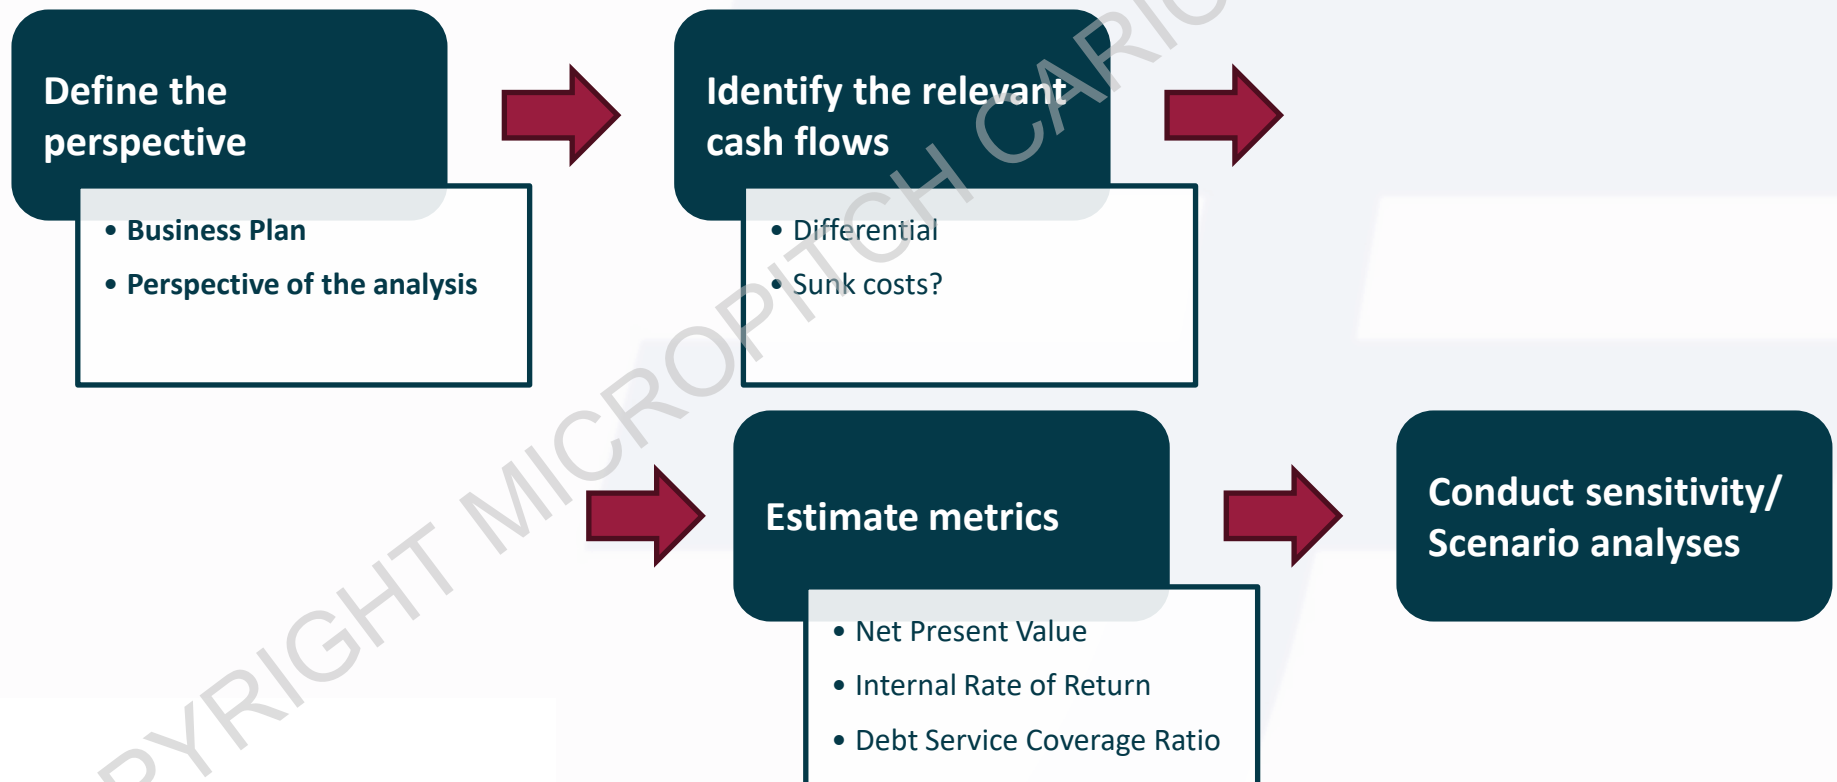 Define the
perspective
• Business Plan
• Perspective of the analysis
Identify the relevant
cash flows
• Differential
• Sunk costs?
Estimate metrics
• Net Present Value
• Internal Rate of Return
• Debt Service Coverage Ratio
Conduct sensitivity/
Scenario analyses
PYRIGHT MICROPITCH CARIC